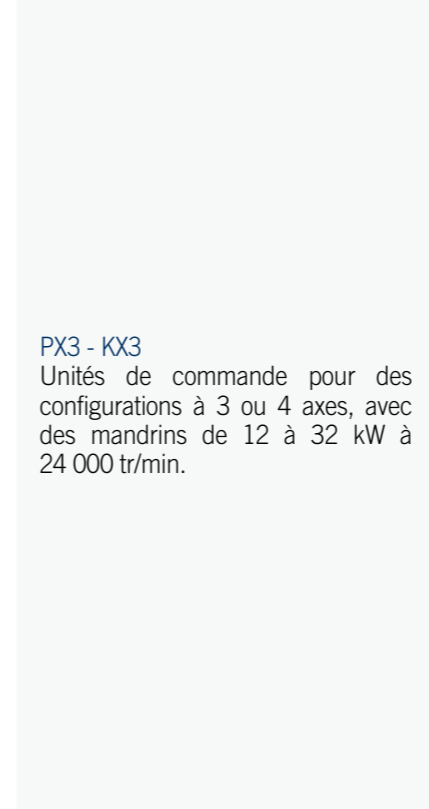 PX3 - KX3
Unités de commande pour des
configurations à 3 ou 4 axes, avec
des mandrins de 12 à 32 kW à
24 000 tr/min.